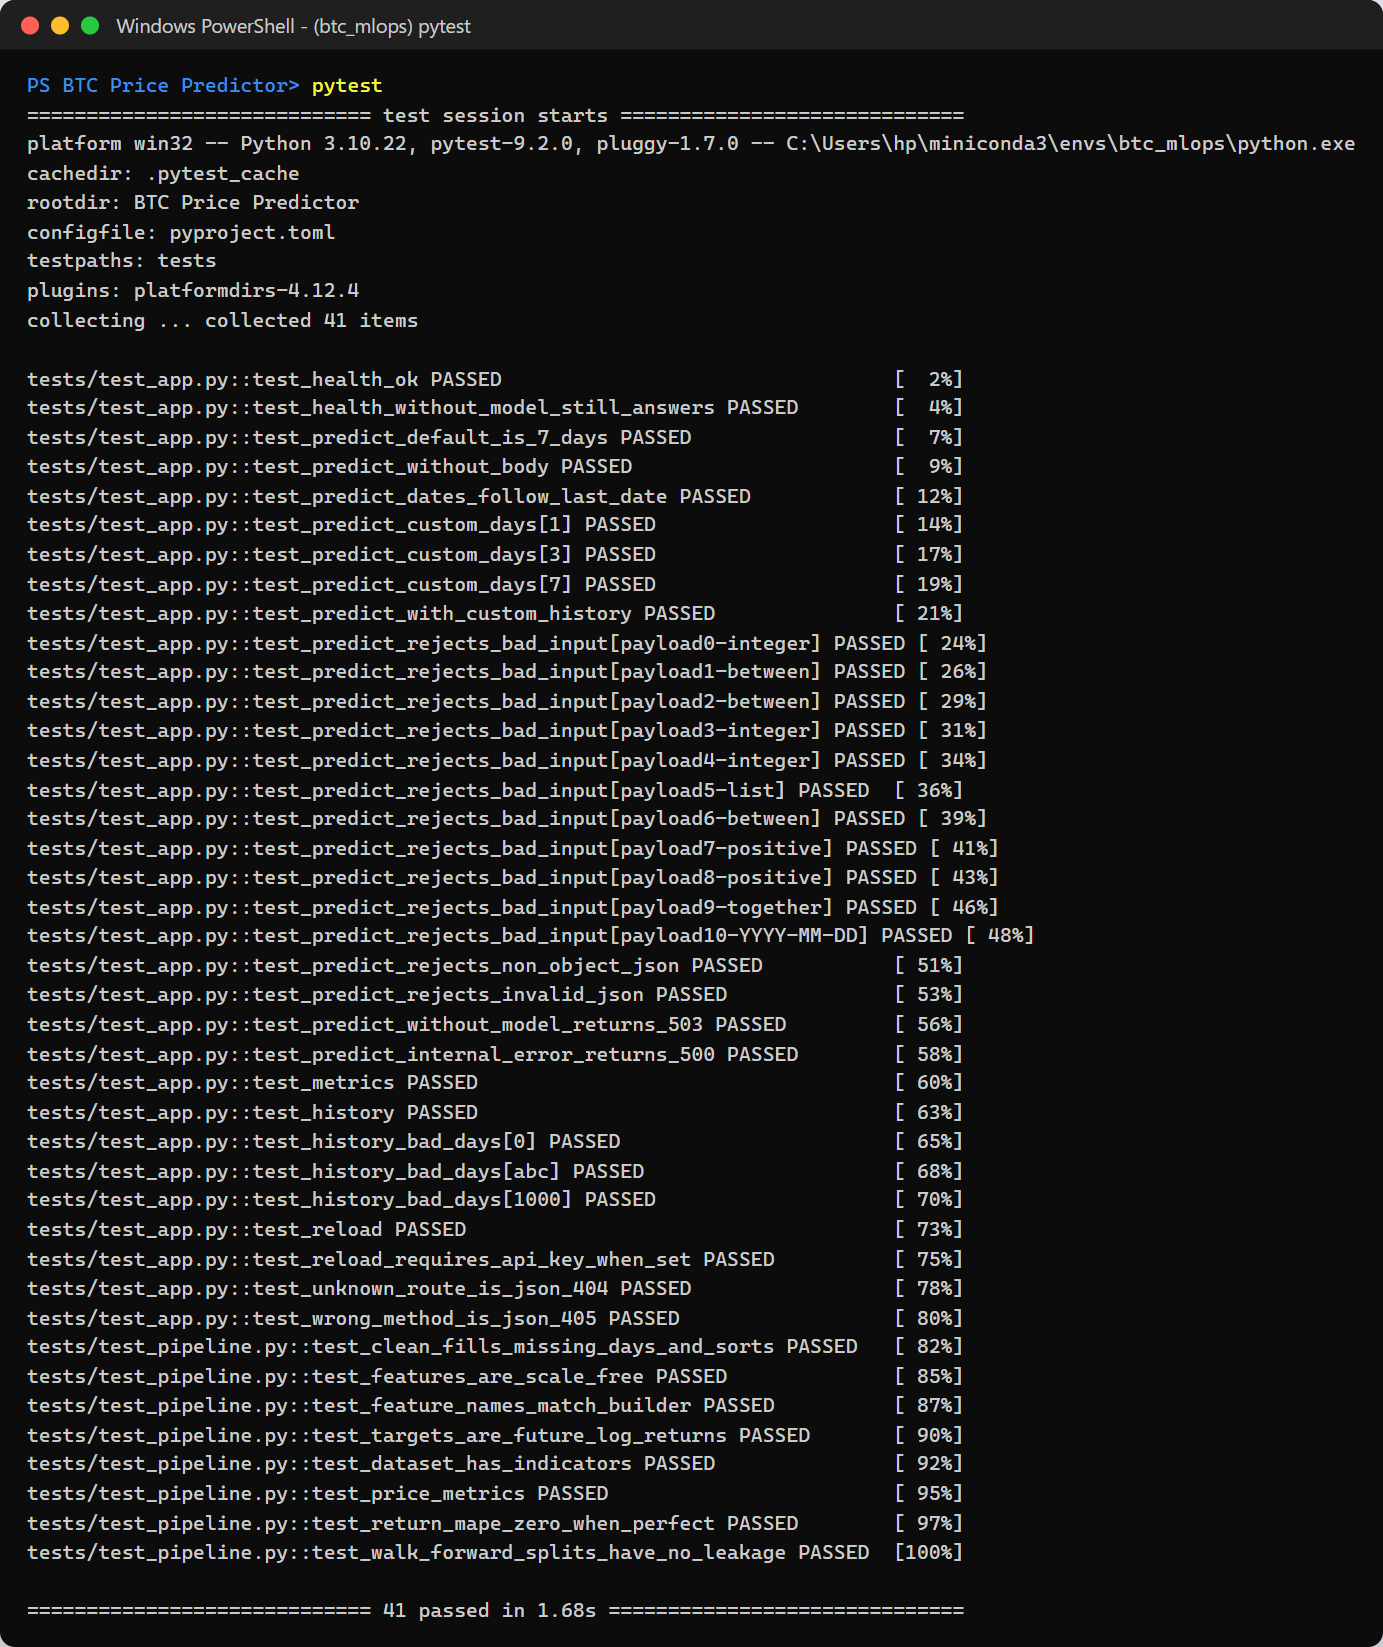 Windows PowerShell - (btc_mlops) pytest
PS BTC Price Predictor> pytest
============================= test session starts =============================
platform win32 -- Python 3.10.22, pytest-9.2.0, pluggy-1.7.0 -- C:\Users\hp\miniconda3\envs\btc_mlops\python.exe
cachedir: .pytest_cache
rootdir: BTC Price Predictor
configfile: pyproject.toml
testpaths: tests
plugins: platformdirs-4.12.4
collecting ... collected 41 items
tests/test_app.py::test_health_ok PASSED                                 [  2%]
tests/test_app.py::test_health_without_model_still_answers PASSED        [  4%]
tests/test_app.py::test_predict_default_is_7_days PASSED                 [  7%]
tests/test_app.py::test_predict_without_body PASSED                      [  9%]
tests/test_app.py::test_predict_dates_follow_last_date PASSED            [ 12%]
tests/test_app.py::test_predict_custom_days[1] PASSED                    [ 14%]
tests/test_app.py::test_predict_custom_days[3] PASSED                    [ 17%]
tests/test_app.py::test_predict_custom_days[7] PASSED                    [ 19%]
tests/test_app.py::test_predict_with_custom_history PASSED               [ 21%]
tests/test_app.py::test_predict_rejects_bad_input[payload0-integer] PASSED [ 24%]
tests/test_app.py::test_predict_rejects_bad_input[payload1-between] PASSED [ 26%]
tests/test_app.py::test_predict_rejects_bad_input[payload2-between] PASSED [ 29%]
tests/test_app.py::test_predict_rejects_bad_input[payload3-integer] PASSED [ 31%]
tests/test_app.py::test_predict_rejects_bad_input[payload4-integer] PASSED [ 34%]
tests/test_app.py::test_predict_rejects_bad_input[payload5-list] PASSED  [ 36%]
tests/test_app.py::test_predict_rejects_bad_input[payload6-between] PASSED [ 39%]
tests/test_app.py::test_predict_rejects_bad_input[payload7-positive] PASSED [ 41%]
tests/test_app.py::test_predict_rejects_bad_input[payload8-positive] PASSED [ 43%]
tests/test_app.py::test_predict_rejects_bad_input[payload9-together] PASSED [ 46%]
tests/test_app.py::test_predict_rejects_bad_input[payload10-YYYY-MM-DD] PASSED [ 48%]
tests/test_app.py::test_predict_rejects_non_object_json PASSED           [ 51%]
tests/test_app.py::test_predict_rejects_invalid_json PASSED              [ 53%]
tests/test_app.py::test_predict_without_model_returns_503 PASSED         [ 56%]
tests/test_app.py::test_predict_internal_error_returns_500 PASSED        [ 58%]
tests/test_app.py::test_metrics PASSED                                   [ 60%]
tests/test_app.py::test_history PASSED                                   [ 63%]
tests/test_app.py::test_history_bad_days[0] PASSED                       [ 65%]
tests/test_app.py::test_history_bad_days[abc] PASSED                     [ 68%]
tests/test_app.py::test_history_bad_days[1000] PASSED                    [ 70%]
tests/test_app.py::test_reload PASSED                                    [ 73%]
tests/test_app.py::test_reload_requires_api_key_when_set PASSED          [ 75%]
tests/test_app.py::test_unknown_route_is_json_404 PASSED                 [ 78%]
tests/test_app.py::test_wrong_method_is_json_405 PASSED                  [ 80%]
tests/test_pipeline.py::test_clean_fills_missing_days_and_sorts PASSED   [ 82%]
tests/test_pipeline.py::test_features_are_scale_free PASSED              [ 85%]
tests/test_pipeline.py::test_feature_names_match_builder PASSED          [ 87%]
tests/test_pipeline.py::test_targets_are_future_log_returns PASSED       [ 90%]
tests/test_pipeline.py::test_dataset_has_indicators PASSED               [ 92%]
tests/test_pipeline.py::test_price_metrics PASSED                        [ 95%]
tests/test_pipeline.py::test_return_mape_zero_when_perfect PASSED        [ 97%]
tests/test_pipeline.py::test_walk_forward_splits_have_no_leakage PASSED  [100%]
============================= 41 passed in 1.68s ==============================